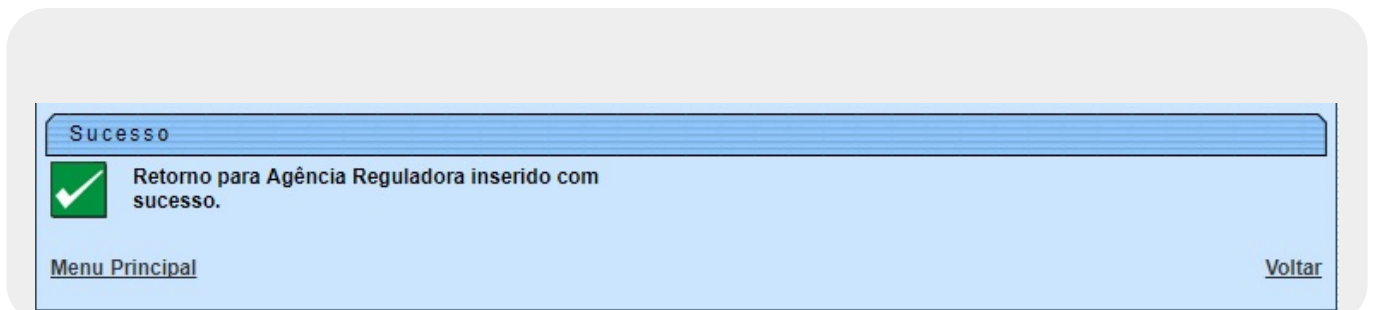 Sucesso
Retorno para Agência Reguladora inserido com
sucesso.
Menu Principal
Voltar